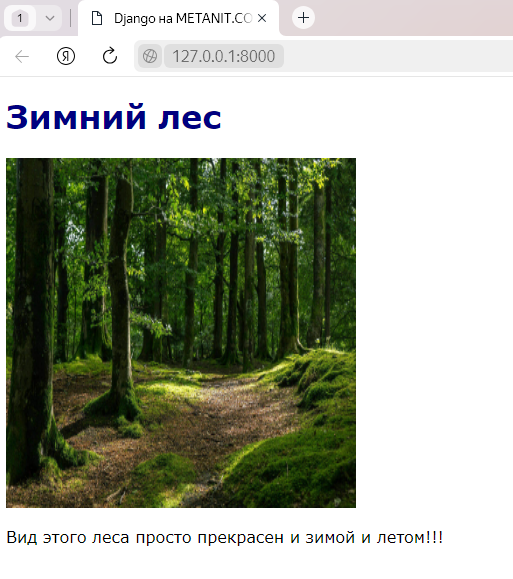 1
Django на METANIT.CO
Я
127.0.0.1:8000
Зимний лес
Вид этого леса просто прекрасен и зимой и летом!!!